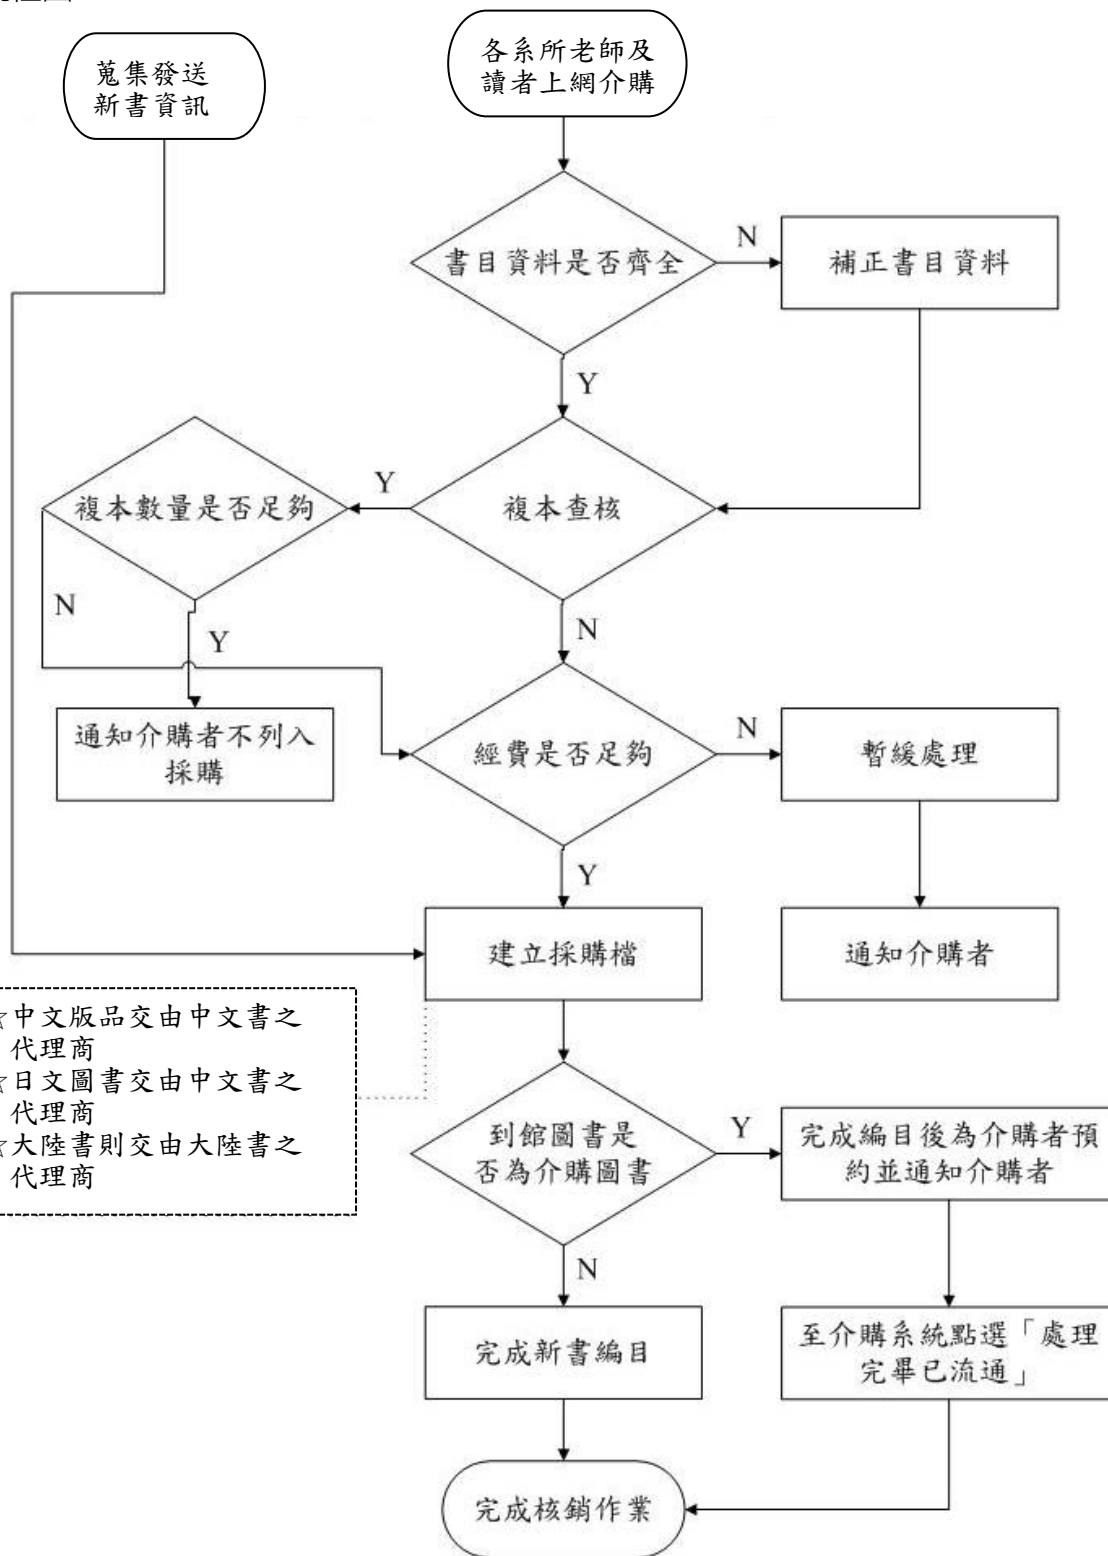 蒐集發送
新書資訊
各系所老師及
讀者上網介購
書目資料是否齊全
N
補正書目資料
Y
複本數量是否足夠
Y
複本查核
N
Y
N
通知介購者不列入
採購
經費是否足夠
N
暫緩處理
Y
建立採購檔
通知介購者
☆中文版品交由中文書之
代理商
☆日文圖書交由中文書之
代理商
☆大陸書則交由大陸書之
代理商
到館圖書是
否為介購圖書
Y
完成編目後為介購者預
約並通知介購者
N
完成新書編目
至介購系統點選「處理
完畢已流通」
完成核銷作業